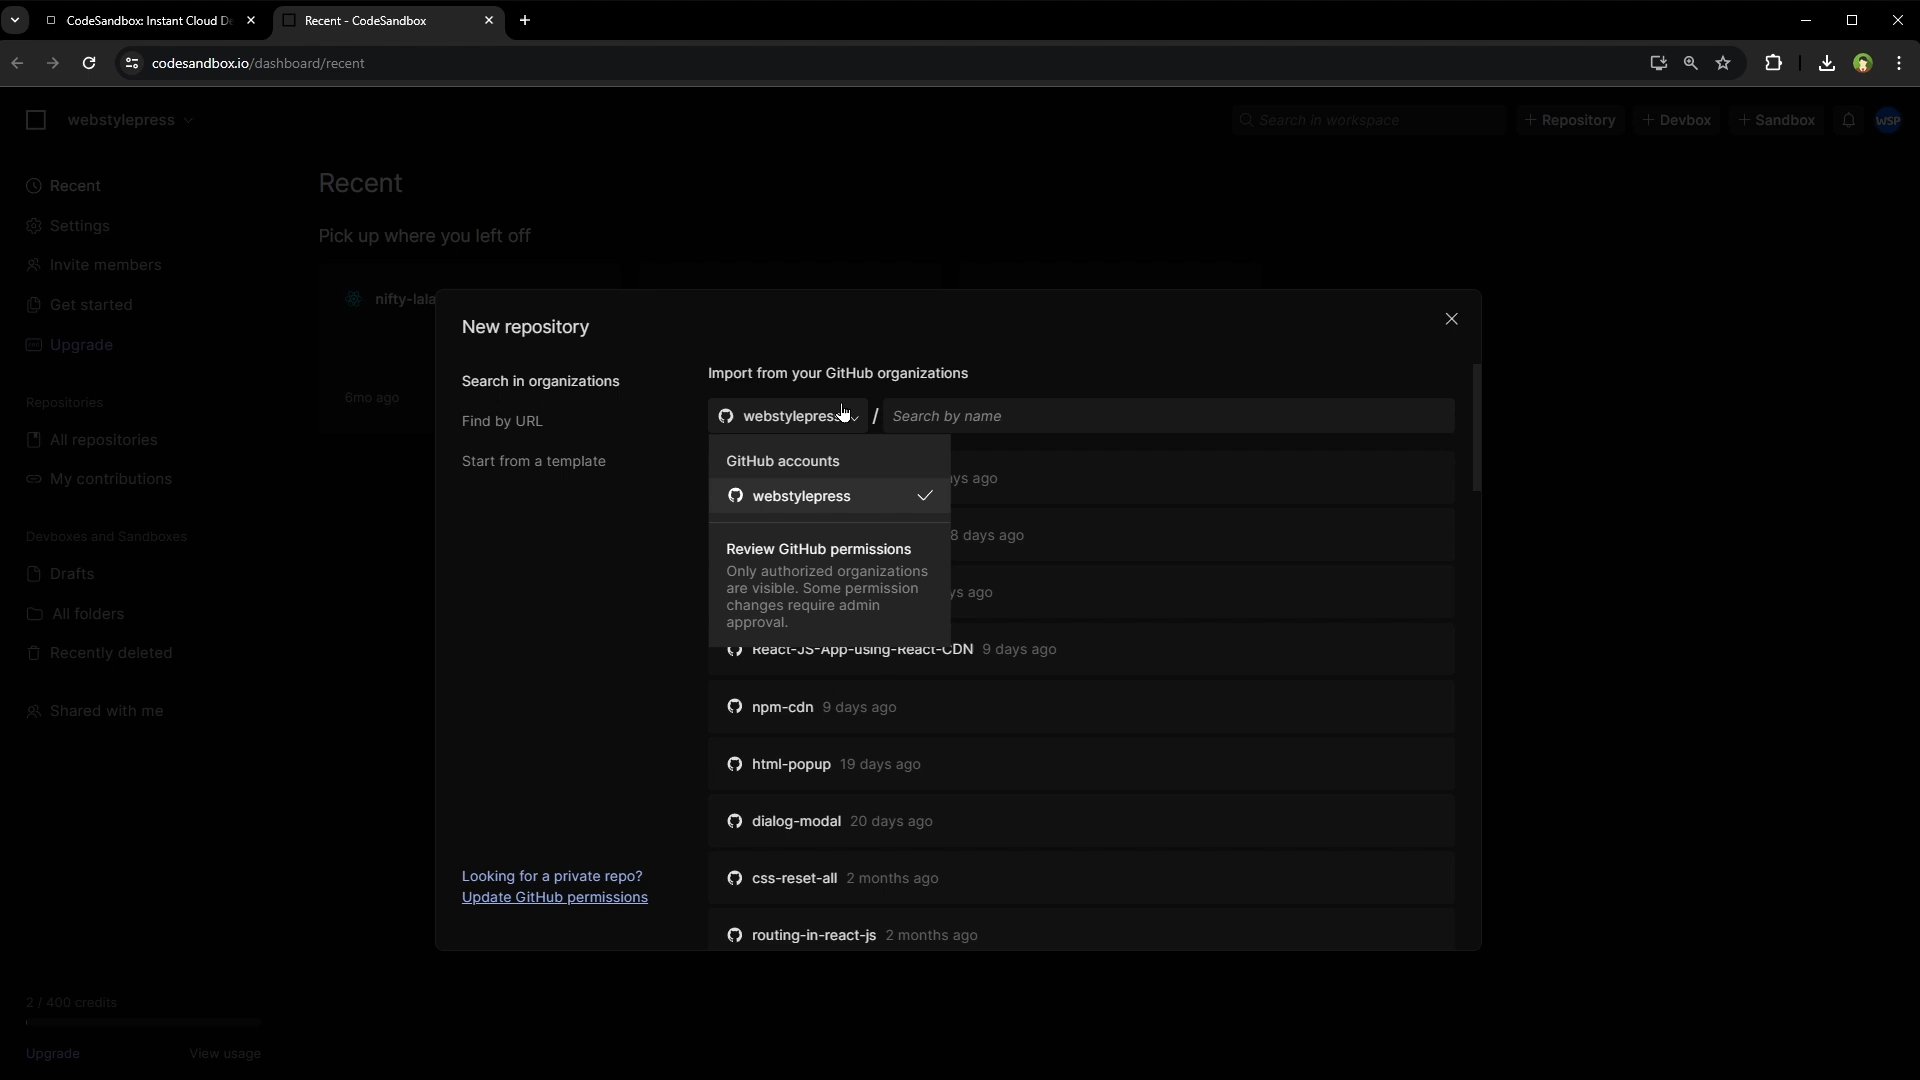 CodeSandbox: Instant Cloud De
Recent - CodeSandbox
codesandbox.io/dashboard/recent
webstylepress
Search in workspace
+ Repository
+ Devbox
+ Sandbox
WSP
Recent
Settings
Invite members
Get started
Upgrade
Repositories
All repositories
My contributions
Devboxes and Sandboxes
Drafts
All folders
Recently deleted
Shared with me
2 / 400 credits
Upgrade
View usage
Recent
Pick up where you left off
nifty-lala
6mo ago
New repository
Search in organizations
Find by URL
Start from a template
Looking for a private repo?
Update GitHub permissions
Import from your GitHub organizations
webstylepress / Search by name
GitHub accounts
webstylepress
Review GitHub permissions
Only authorized organizations
are visible. Some permission
changes require admin
approval.
ys ago
8 days ago
ys ago
React-JS-App-using-React-CDN 9 days ago
npm-cdn 9 days ago
html-popup 19 days ago
dialog-modal 20 days ago
css-reset-all 2 months ago
routing-in-react-js 2 months ago